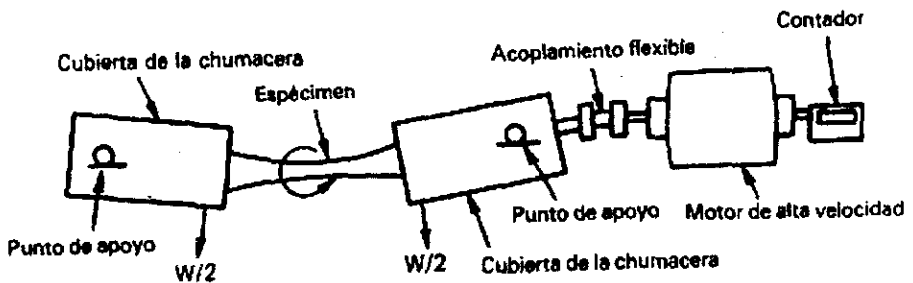 Contador
Acoplamiento flexible
Cubierta de la chumacera
Espécimen
Punto de apoyo
Motor de alta velocidad
Punto de apoyo
W/2
W/2
Cubierta de la chumacera